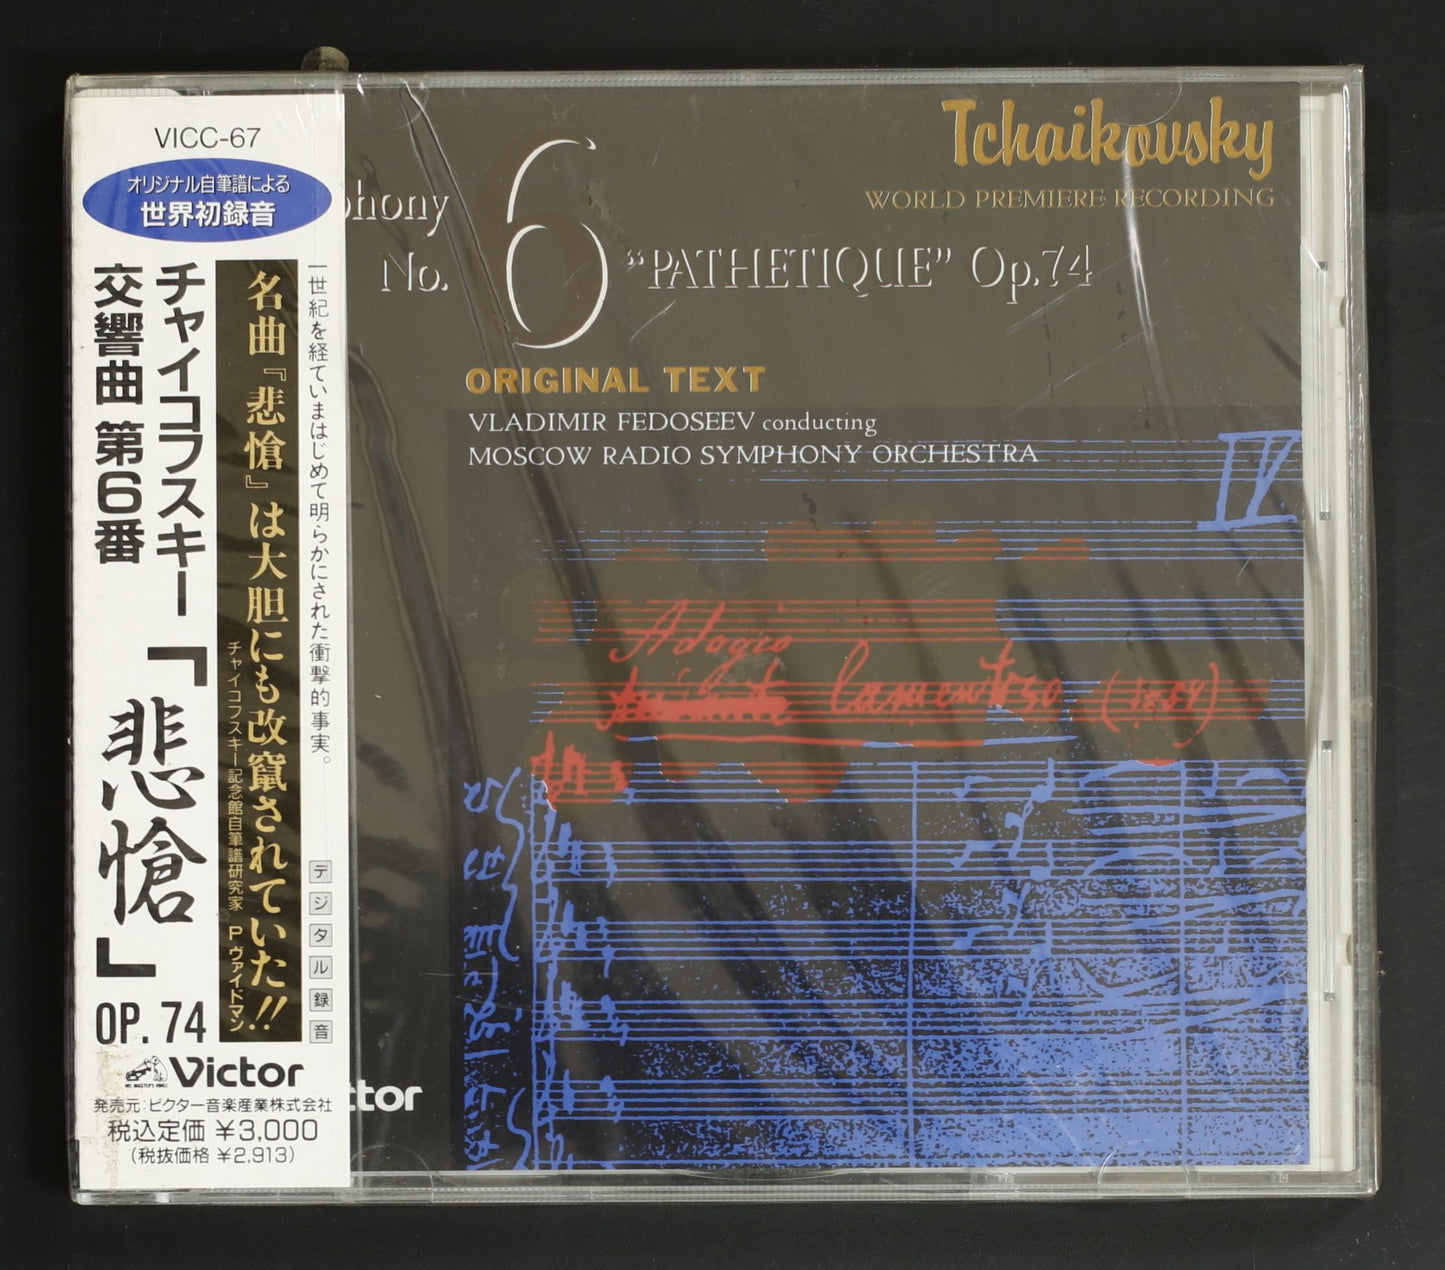 VICC-67
オリジナル自筆譜による
世界初録音
一世紀を経ていまはじめて明らかにされた衝撃的事実。
デジタル録音
名曲『悲愴』は大胆にも改竄されていた!!
チャイコフスキー記念館自筆譜研究家 P ヴァイドマン
チャイコフスキー
交響曲 第6番
「悲愴」
OP. 74
HIS MASTER'S VOICE
Victor
発売元:ビクター音楽産業株式会社
税込定価 ¥3,000
(税抜価格 ¥2,913)
Tchaikovsky
WORLD PREMIERE RECORDING
phony
No. 6 “PATHETIQUE” Op.74
ORIGINAL TEXT
VLADIMIR FEDOSEEV conducting
MOSCOW RADIO SYMPHONY ORCHESTRA
IV
Adagio
lamentoso
ctor